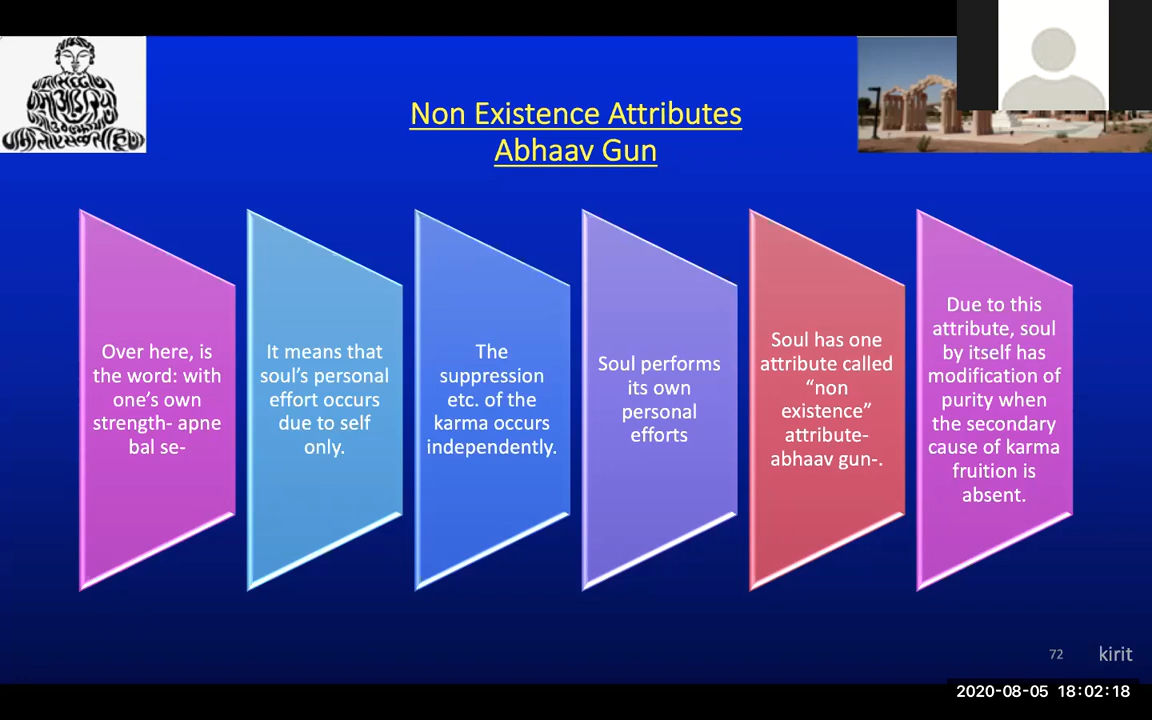 Non Existence Attributes
Abhaav Gun
Over here, is
the word: with
one’s own
strength- apne
bal se-
It means that
soul’s personal
effort occurs
due to self
only.
The
suppression
etc. of the
karma occurs
independently.
Soul performs
its own
personal
efforts
Soul has one
attribute called
“non
existence”
attribute-
abhaav gun-.
Due to this
attribute, soul
by itself has
modification of
purity when
the secondary
cause of karma
fruition is
absent.
72
kirit
2020-08-05 18:02:18